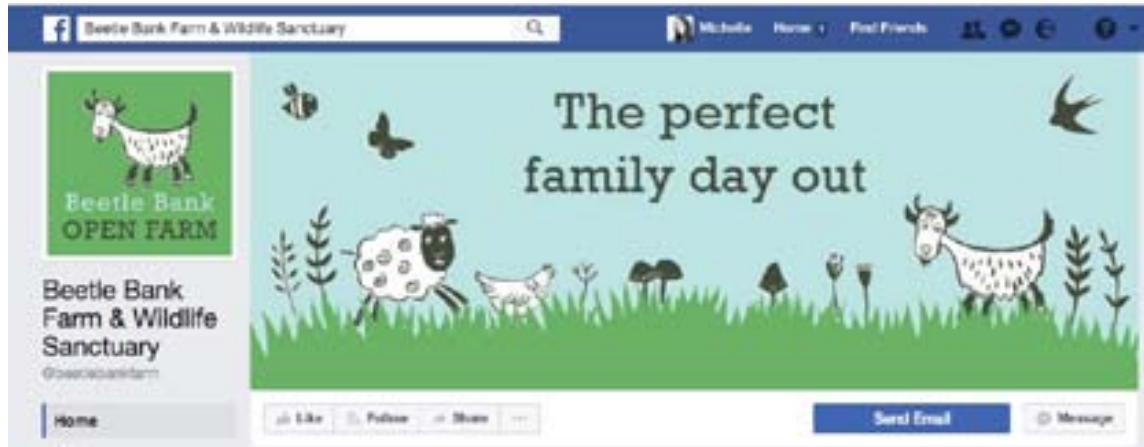 Beetle Bank Farm & Wildlife Sanctuary
Michelle Home Find Friends
The perfect
family day out
Beetle Bank
OPEN FARM
Beetle Bank
Farm & Wildlife
Sanctuary
@beetlebankfarm
Home
Like Follow Share ...
Send Email
Message